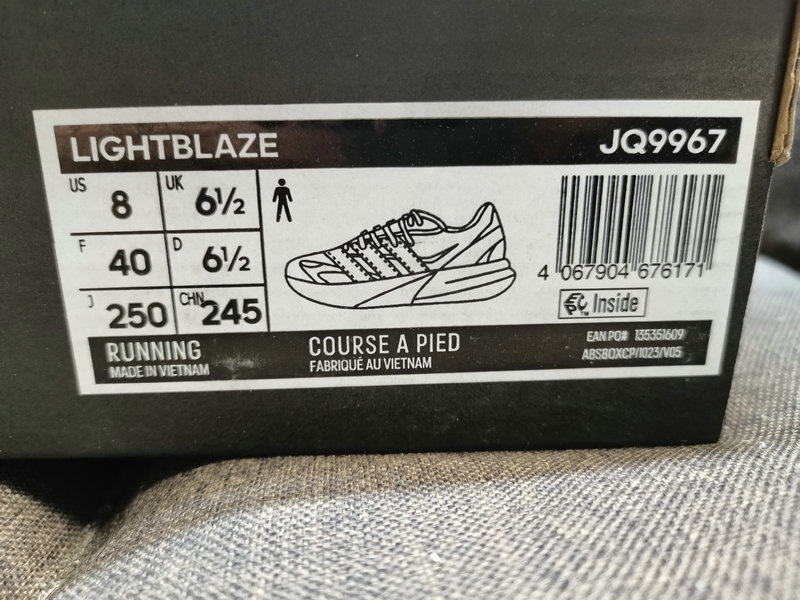 LIGHTBLAZE JQ9967
US 8 UK 6½
F 40 D 6½
J 250 CHN 245
4 067904 676171
Inside
TM
RUNNING COURSE A PIED
MADE IN VIETNAM FABRIQUÉ AU VIETNAM
EAN PO# 135351609
ABSBOXCP/1023/V05